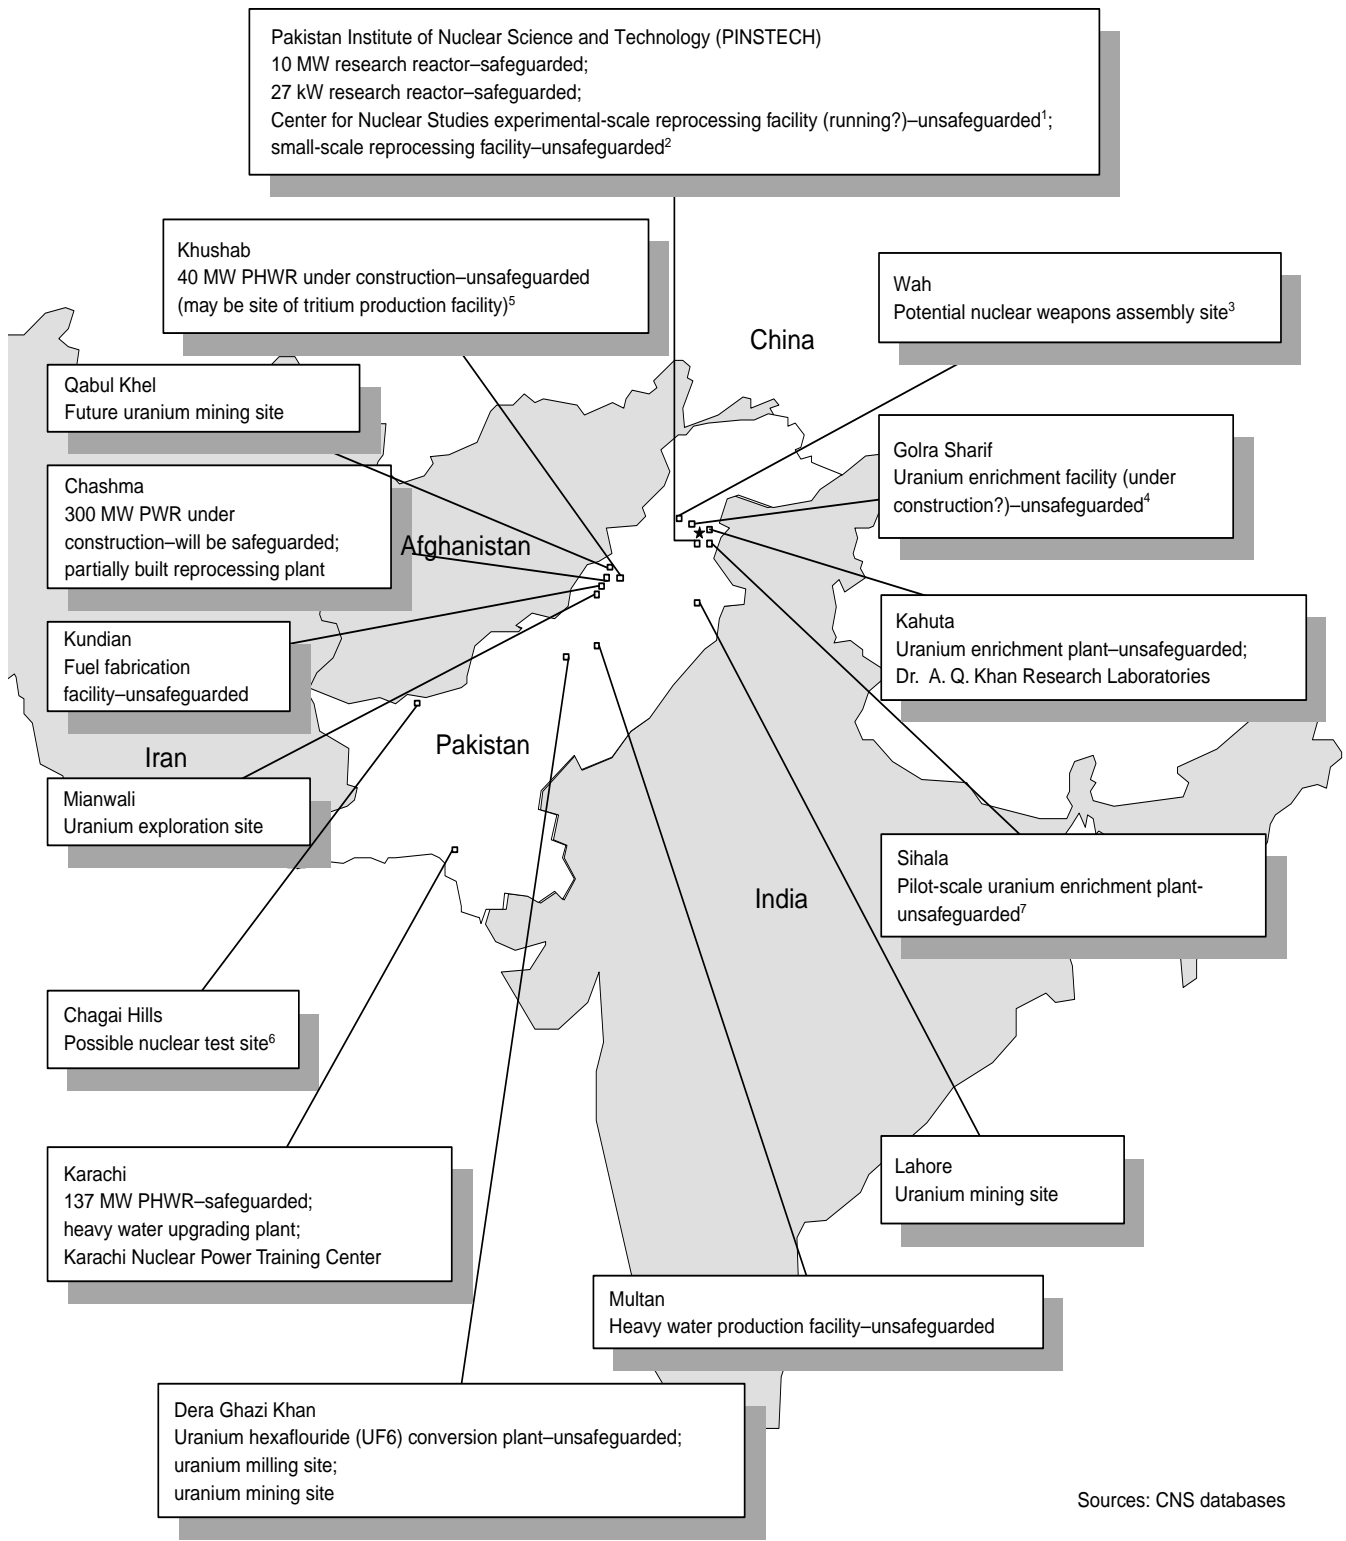 Pakistan Institute of Nuclear Science and Technology (PINSTECH)
10 MW research reactor–safeguarded;
27 kW research reactor–safeguarded;
Center for Nuclear Studies experimental-scale reprocessing facility (running?)–unsafeguarded¹;
small-scale reprocessing facility–unsafeguarded²
Khushab
40 MW PHWR under construction–unsafeguarded
(may be site of tritium production facility)⁵
Wah
Potential nuclear weapons assembly site³
China
Qabul Khel
Future uranium mining site
Golra Sharif
Uranium enrichment facility (under
construction?)–unsafeguarded⁴
Chashma
300 MW PWR under
construction–will be safeguarded;
partially built reprocessing plant
Afghanistan
Kahuta
Uranium enrichment plant–unsafeguarded;
Dr. A. Q. Khan Research Laboratories
Kundian
Fuel fabrication
facility–unsafeguarded
Iran
Pakistan
Mianwali
Uranium exploration site
Sihala
Pilot-scale uranium enrichment plant-
unsafeguarded⁷
India
Chagai Hills
Possible nuclear test site⁶
Karachi
137 MW PHWR–safeguarded;
heavy water upgrading plant;
Karachi Nuclear Power Training Center
Lahore
Uranium mining site
Multan
Heavy water production facility–unsafeguarded
Dera Ghazi Khan
Uranium hexaflouride (UF6) conversion plant–unsafeguarded;
uranium milling site;
uranium mining site
Sources: CNS databases